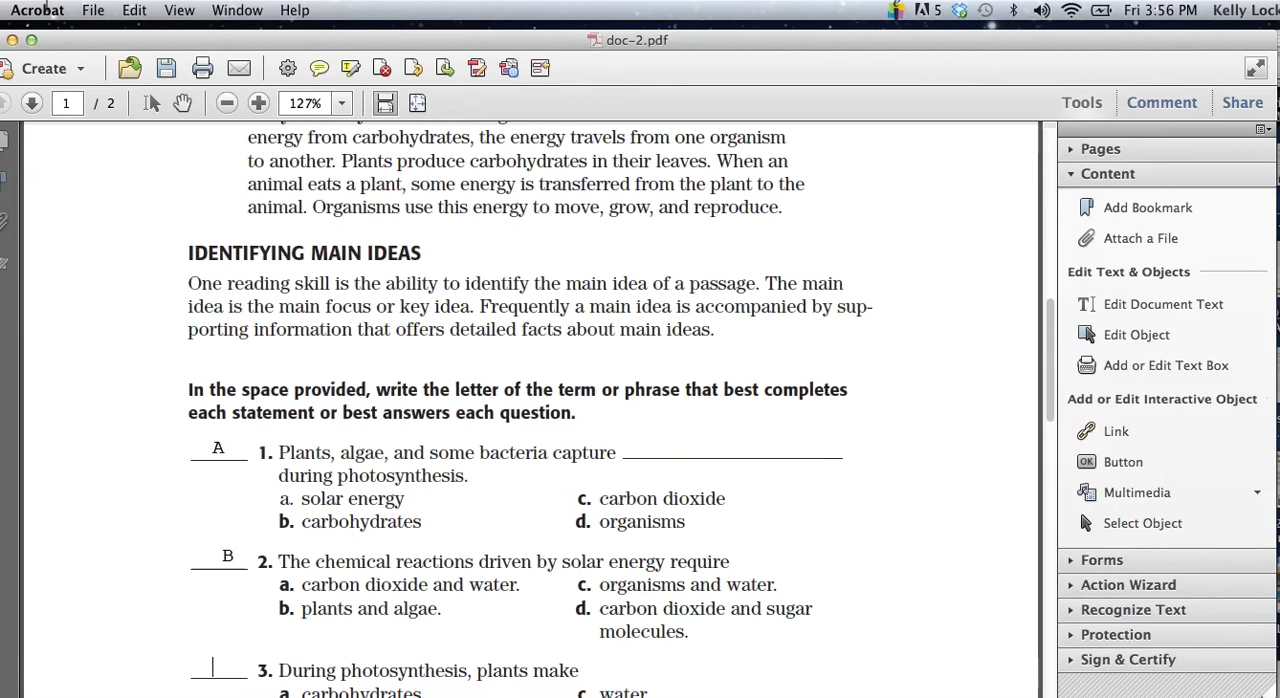 Acrobat File Edit View Window Help 5 Fri 3:56 PM Kelly Lock
doc-2.pdf
Create
1 / 2 127% Tools Comment Share
energy from carbohydrates, the energy travels from one organism
to another. Plants produce carbohydrates in their leaves. When an
animal eats a plant, some energy is transferred from the plant to the
animal. Organisms use this energy to move, grow, and reproduce.
IDENTIFYING MAIN IDEAS
One reading skill is the ability to identify the main idea of a passage. The main
idea is the main focus or key idea. Frequently a main idea is accompanied by sup-
porting information that offers detailed facts about main ideas.
In the space provided, write the letter of the term or phrase that best completes
each statement or best answers each question.
A 1. Plants, algae, and some bacteria capture
during photosynthesis.
a. solar energy c. carbon dioxide
b. carbohydrates d. organisms
B 2. The chemical reactions driven by solar energy require
a. carbon dioxide and water. c. organisms and water.
b. plants and algae. d. carbon dioxide and sugar
molecules.
3. During photosynthesis, plants make
a. carbohydrates. c. water.
Pages
Content
Add Bookmark
Attach a File
Edit Text & Objects
Edit Document Text
Edit Object
Add or Edit Text Box
Add or Edit Interactive Object
Link
OK Button
Multimedia
Select Object
Forms
Action Wizard
Recognize Text
Protection
Sign & Certify